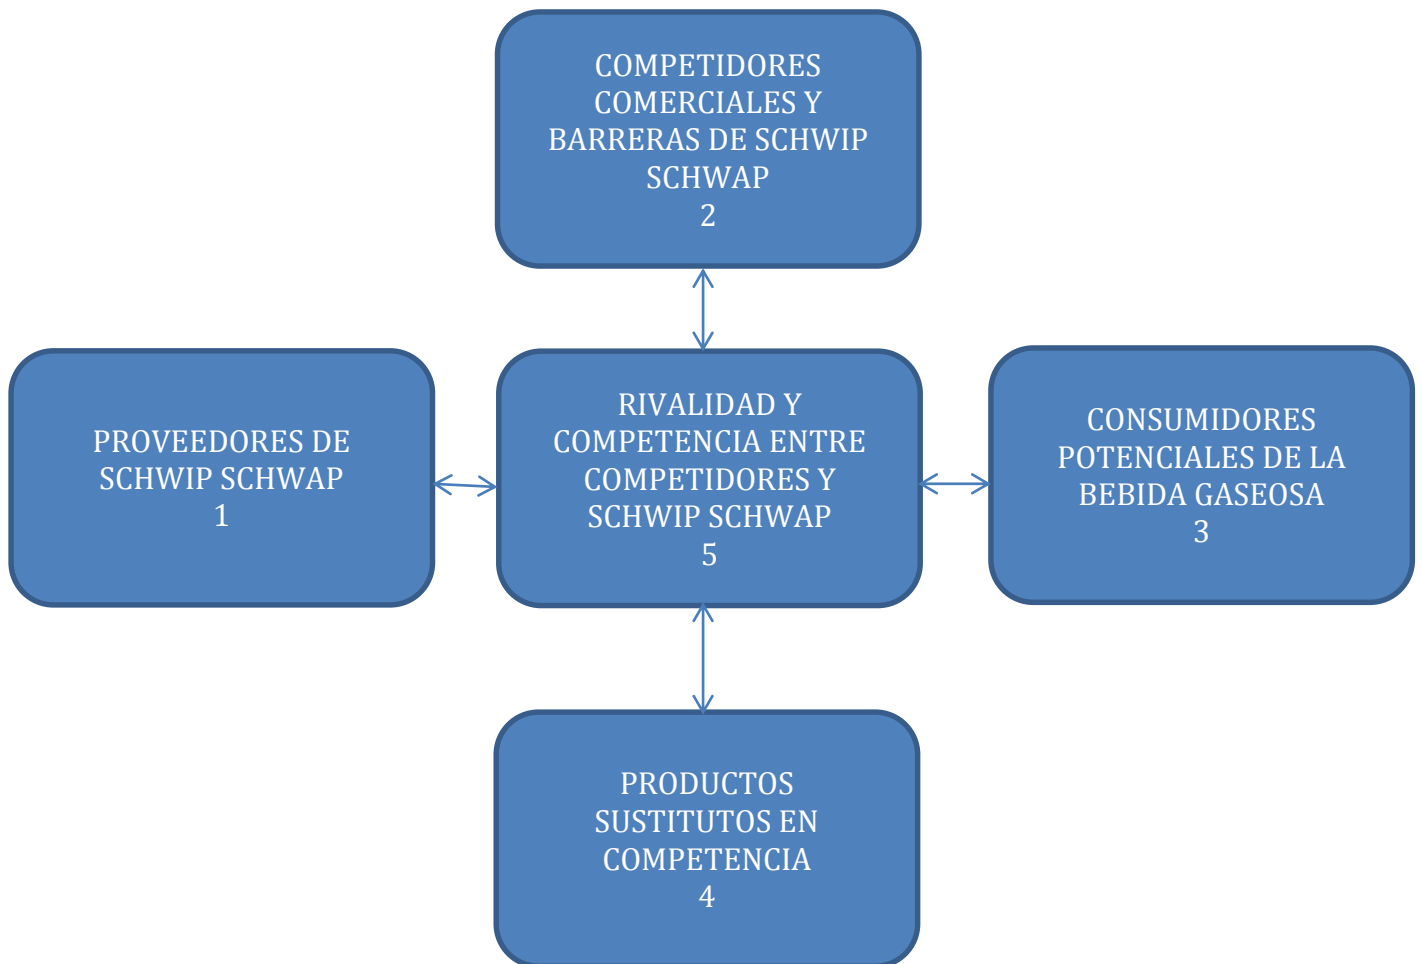 COMPETIDORES
COMERCIALES Y
BARRERAS DE SCHWIP
SCHWAP
2
PROVEEDORES DE
SCHWIP SCHWAP
1
RIVALIDAD Y
COMPETENCIA ENTRE
COMPETIDORES Y
SCHWIP SCHWAP
5
CONSUMIDORES
POTENCIALES DE LA
BEBIDA GASEOSA
3
PRODUCTOS
SUSTITUTOS EN
COMPETENCIA
4